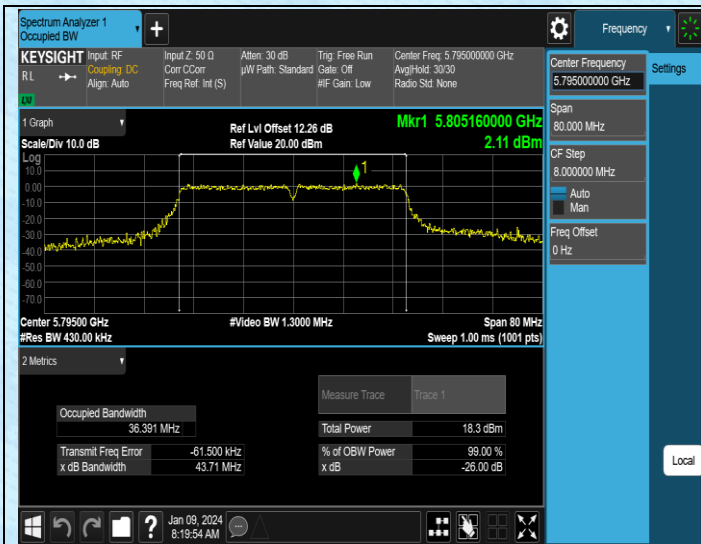 Spectrum Analyzer 1
Occupied BW
Frequency
KEYSIGHT
Input: RF
Coupling: DC
Align: Auto
Input Z: 50 Ω
Corr CCorr
Freq Ref: Int (S)
Atten: 30 dB
µW Path: Standard
Trig: Free Run
Gate: Off
#IF Gain: Low
Center Freq: 5.795000000 GHz
Avg|Hold: 30/30
Radio Std: None
RL
Center Frequency
5.795000000 GHz
Settings
Span
80.000 MHz
CF Step
8.000000 MHz
Auto
Man
Freq Offset
0 Hz
1 Graph
Scale/Div 10.0 dB
Ref Lvl Offset 12.26 dB
Ref Value 20.00 dBm
Mkr1 5.805160000 GHz
2.11 dBm
Log
10.0
0.00
-10.0
-20.0
-30.0
-40.0
-50.0
-60.0
-70.0
1
Center 5.79500 GHz
#Res BW 430.00 kHz
#Video BW 1.3000 MHz
Span 80 MHz
Sweep 1.00 ms (1001 pts)
2 Metrics
Measure Trace
Trace 1
Occupied Bandwidth
36.391 MHz
Total Power
18.3 dBm
Transmit Freq Error
-61.500 kHz
% of OBW Power
99.00 %
x dB Bandwidth
43.71 MHz
x dB
-26.00 dB
Local
?
Jan 09, 2024
8:19:54 AM